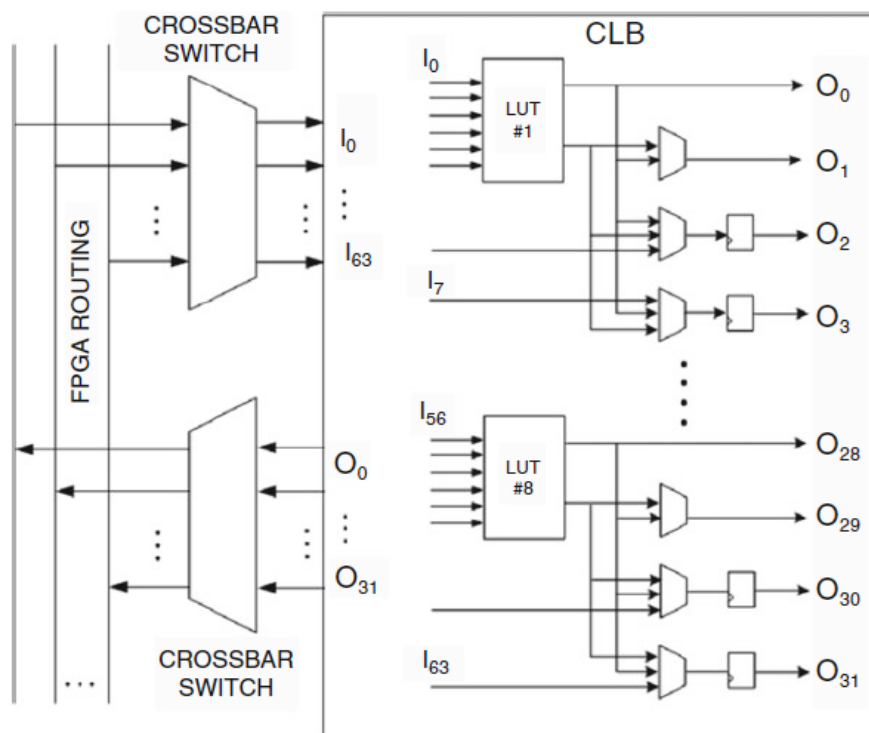 CROSSBAR
SWITCH
I0
I63
FPGA ROUTING
O0
O31
CROSSBAR
SWITCH
CLB
I0
LUT
#1
O0
O1
O2
I7
O3
I56
LUT
#8
O28
O29
O30
I63
O31